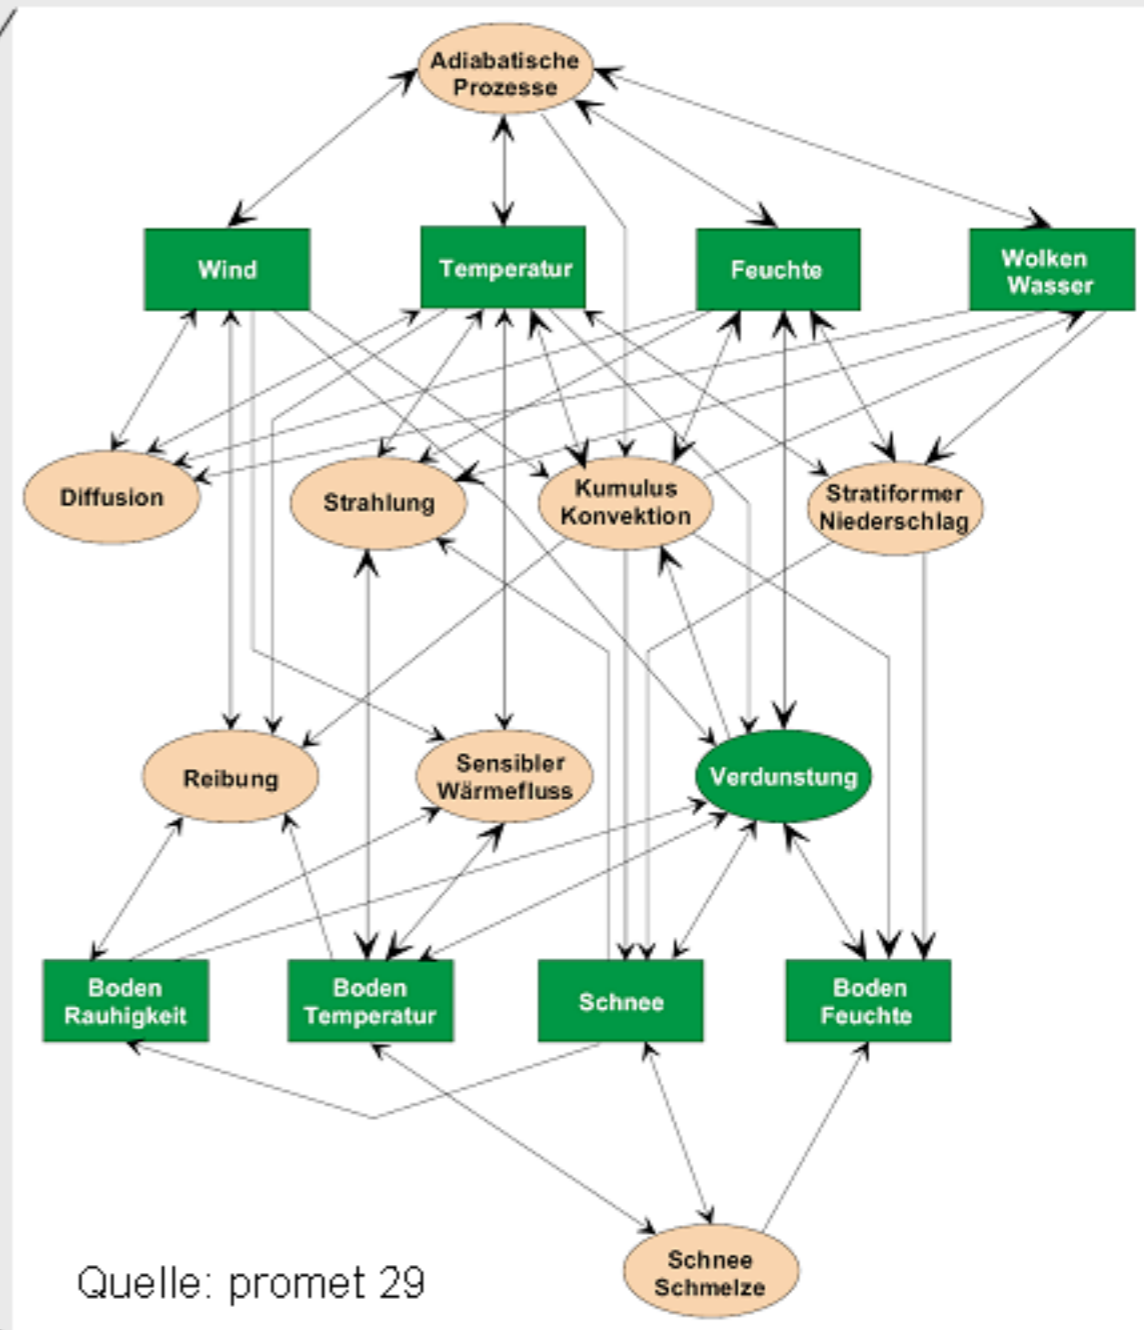 Adiabatische
Prozesse
Wind
Temperatur
Feuchte
Wolken
Wasser
Diffusion
Strahlung
Kumulus
Konvektion
Stratiformer
Niederschlag
Reibung
Sensibler
Wärmefluss
Verdunstung
Boden
Rauhigkeit
Boden
Temperatur
Schnee
Boden
Feuchte
Schnee
Schmelze
Quelle: promet 29